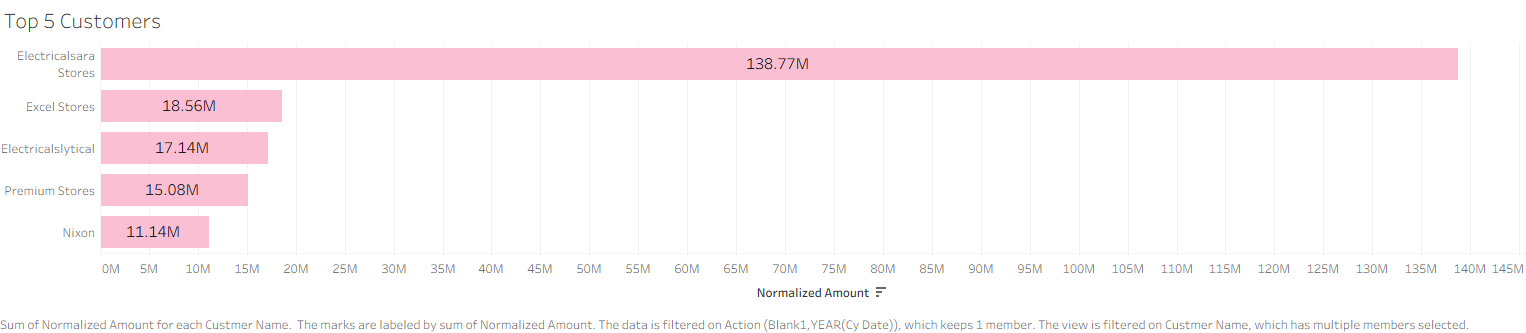 Top 5 Customers
Electricalsara
Stores
138.77M
Excel Stores
18.56M
Electricalslytical
17.14M
Premium Stores
15.08M
Nixon
11.14M
0M 5M 10M 15M 20M 25M 30M 35M 40M 45M 50M 55M 60M 65M 70M 75M 80M 85M 90M 95M 100M 105M 110M 115M 120M 125M 130M 135M 140M 145M
Normalized Amount
Sum of Normalized Amount for each Custmer Name. The marks are labeled by sum of Normalized Amount. The data is filtered on Action (Blank1,YEAR(Cy Date)), which keeps 1 member. The view is filtered on Custmer Name, which has multiple members selected.